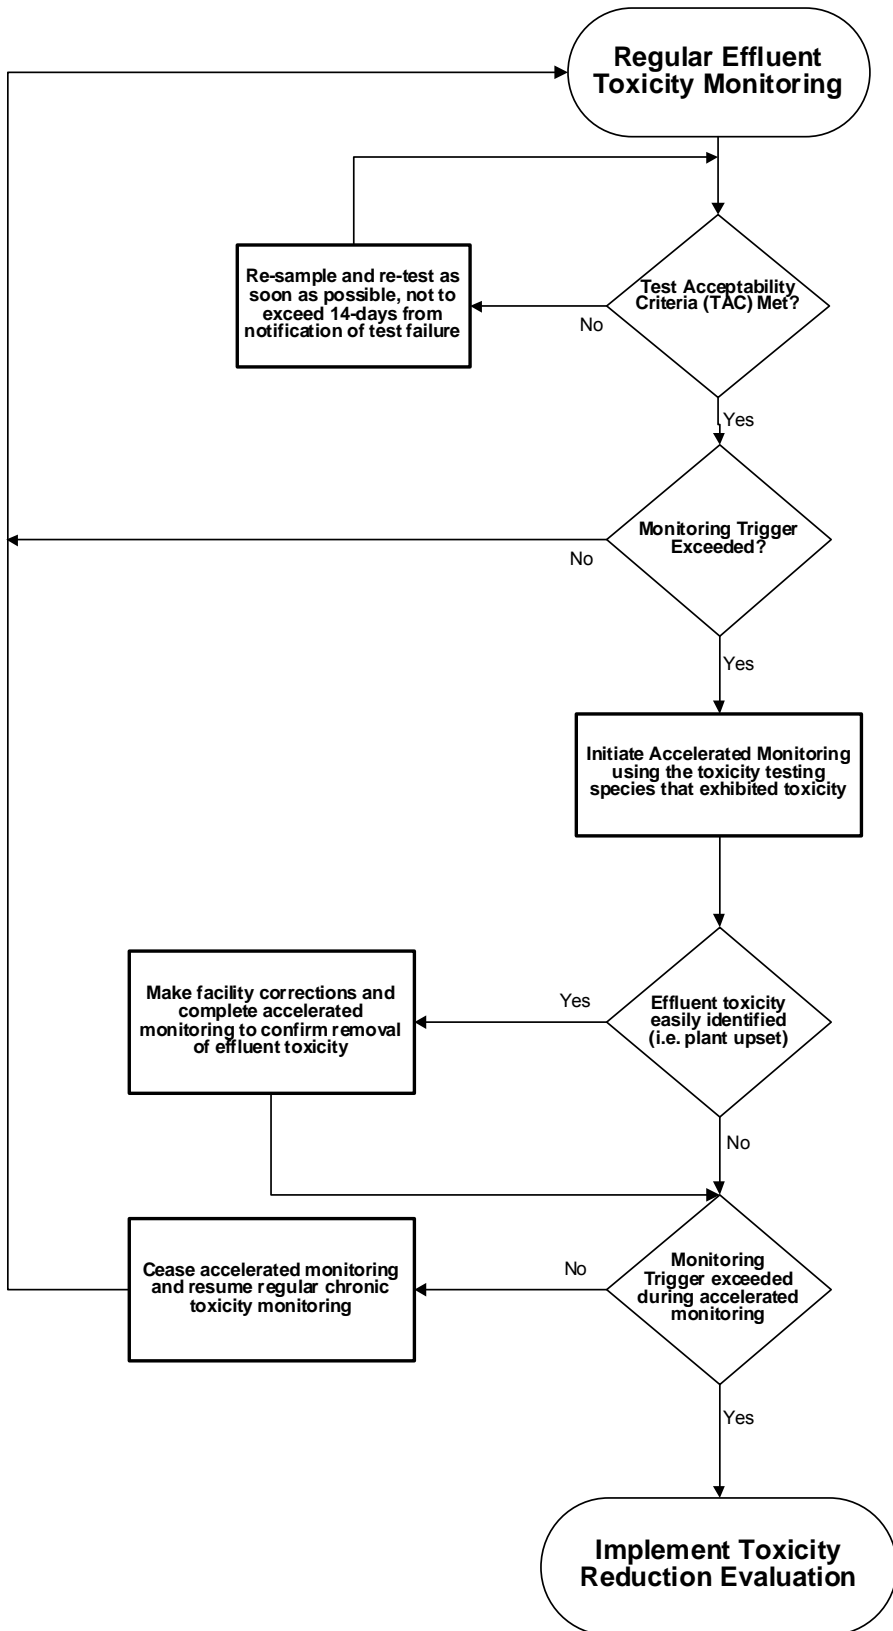 Regular Effluent
Toxicity Monitoring
Test Acceptability
Criteria (TAC) Met?
No
Re-sample and re-test as
soon as possible, not to
exceed 14-days from
notification of test failure
Yes
Monitoring Trigger
Exceeded?
No
Yes
Initiate Accelerated Monitoring
using the toxicity testing
species that exhibited toxicity
Effluent toxicity
easily identified
(i.e. plant upset)
Yes
Make facility corrections and
complete accelerated
monitoring to confirm removal
of effluent toxicity
No
Monitoring
Trigger exceeded
during accelerated
monitoring
No
Cease accelerated monitoring
and resume regular chronic
toxicity monitoring
Yes
Implement Toxicity
Reduction Evaluation